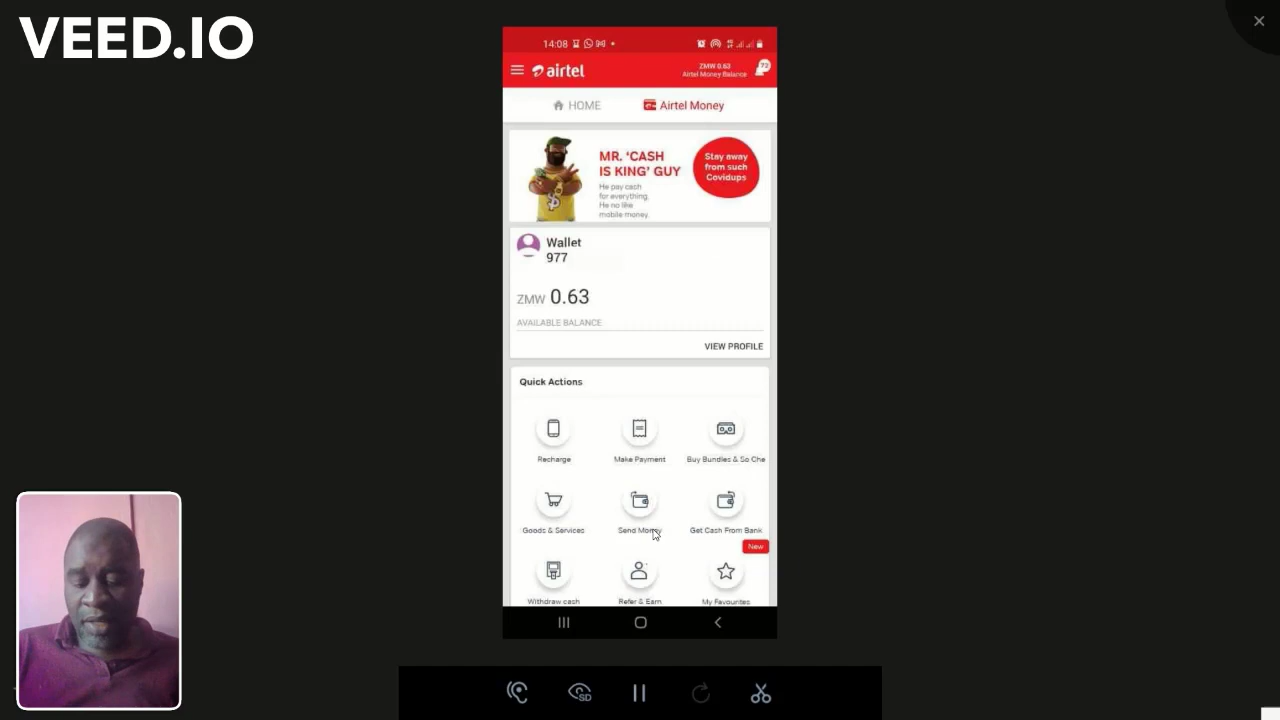 VEED.IO
14:08
airtel
ZMW 0.63
Airtel Money Balance
72
HOME
Airtel Money
MR. 'CASH
IS KING' GUY
He pay cash
for everything.
He no like
mobile money.
Stay away
from such
Covidups
Wallet
977
ZMW 0.63
AVAILABLE BALANCE
VIEW PROFILE
Quick Actions
Recharge
Make Payment
Buy Bundles & So Che
Goods & Services
Send Money
Get Cash From Bank
New
Withdraw cash
Refer & Earn
My Favourites
SD